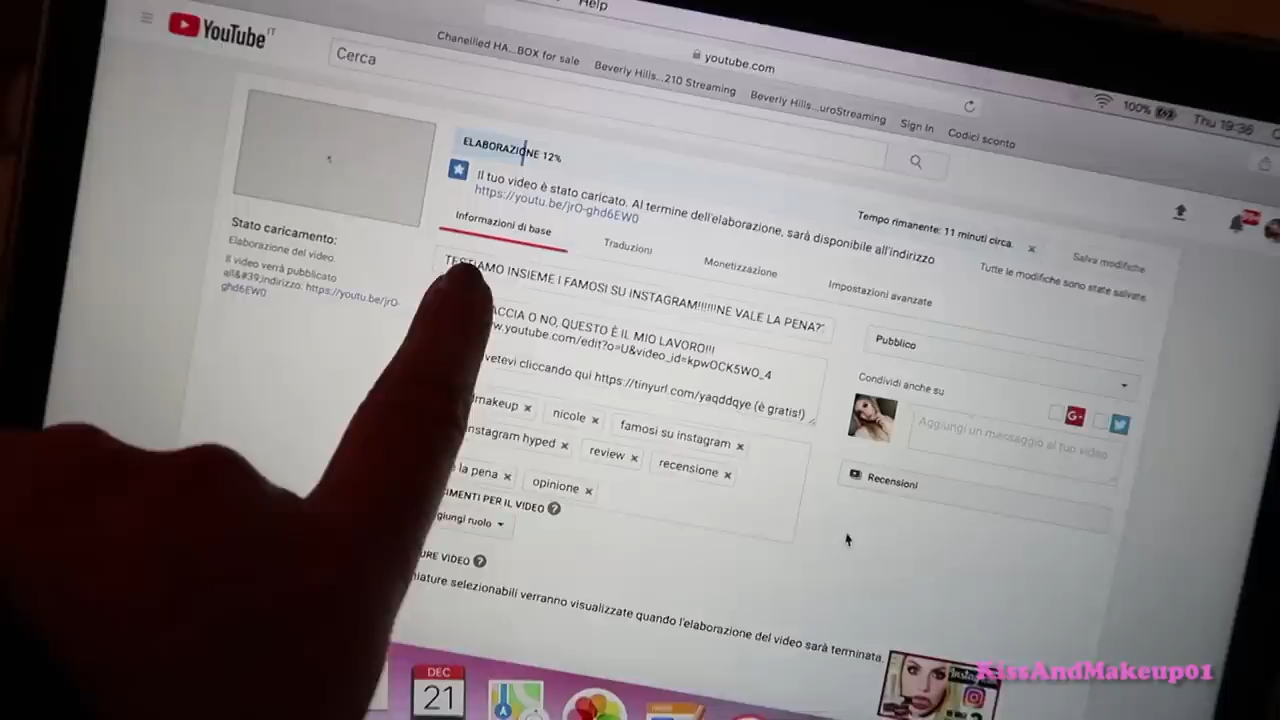 Help
YouTube IT
Cerca
youtube.com
100%
Thu 19:36
Chanellied HA...BOX for sale
Beverly Hills...210 Streaming
Beverly Hills...uroStreaming
Sign In
Codici sconto
ELABORAZIONE 12%
Il tuo video è stato caricato. Al termine dell'elaborazione, sarà disponibile all'indirizzo
https://youtu.be/jrO-ghd6EW0
Tempo rimanente: 11 minuti circa.
Salva modifiche
Tutte le modifiche sono state salvate.
Stato caricamento:
Elaborazione del video.
Il video verrà pubblicato
all&#39;indirizzo: https://youtu.be/jrO-
ghd6EW0
Informazioni di base
Traduzioni
Monetizzazione
Impostazioni avanzate
TESTIAMO INSIEME I FAMOSI SU INSTAGRAM!!!!!!NE VALE LA PENA??
ACCIA O NO, QUESTO È IL MIO LAVORO!!!
w.youtube.com/edit?o=U&video_id=kpwOCK5WO_4
vetevi cliccando qui https://tinyurl.com/yaqddqye (è gratis!)
makeup
nicole
famosi su instagram
nstagram hyped
review
recensione
la pena
opinione
IMENTI PER IL VIDEO
giungi ruolo
URE VIDEO
niature selezionabili verranno visualizzate quando l'elaborazione del video sarà terminata.
Pubblico
Condividi anche su
G+
Aggiungi un messaggio al tuo video
Recensioni
DEC
21
KissAndMakeup01